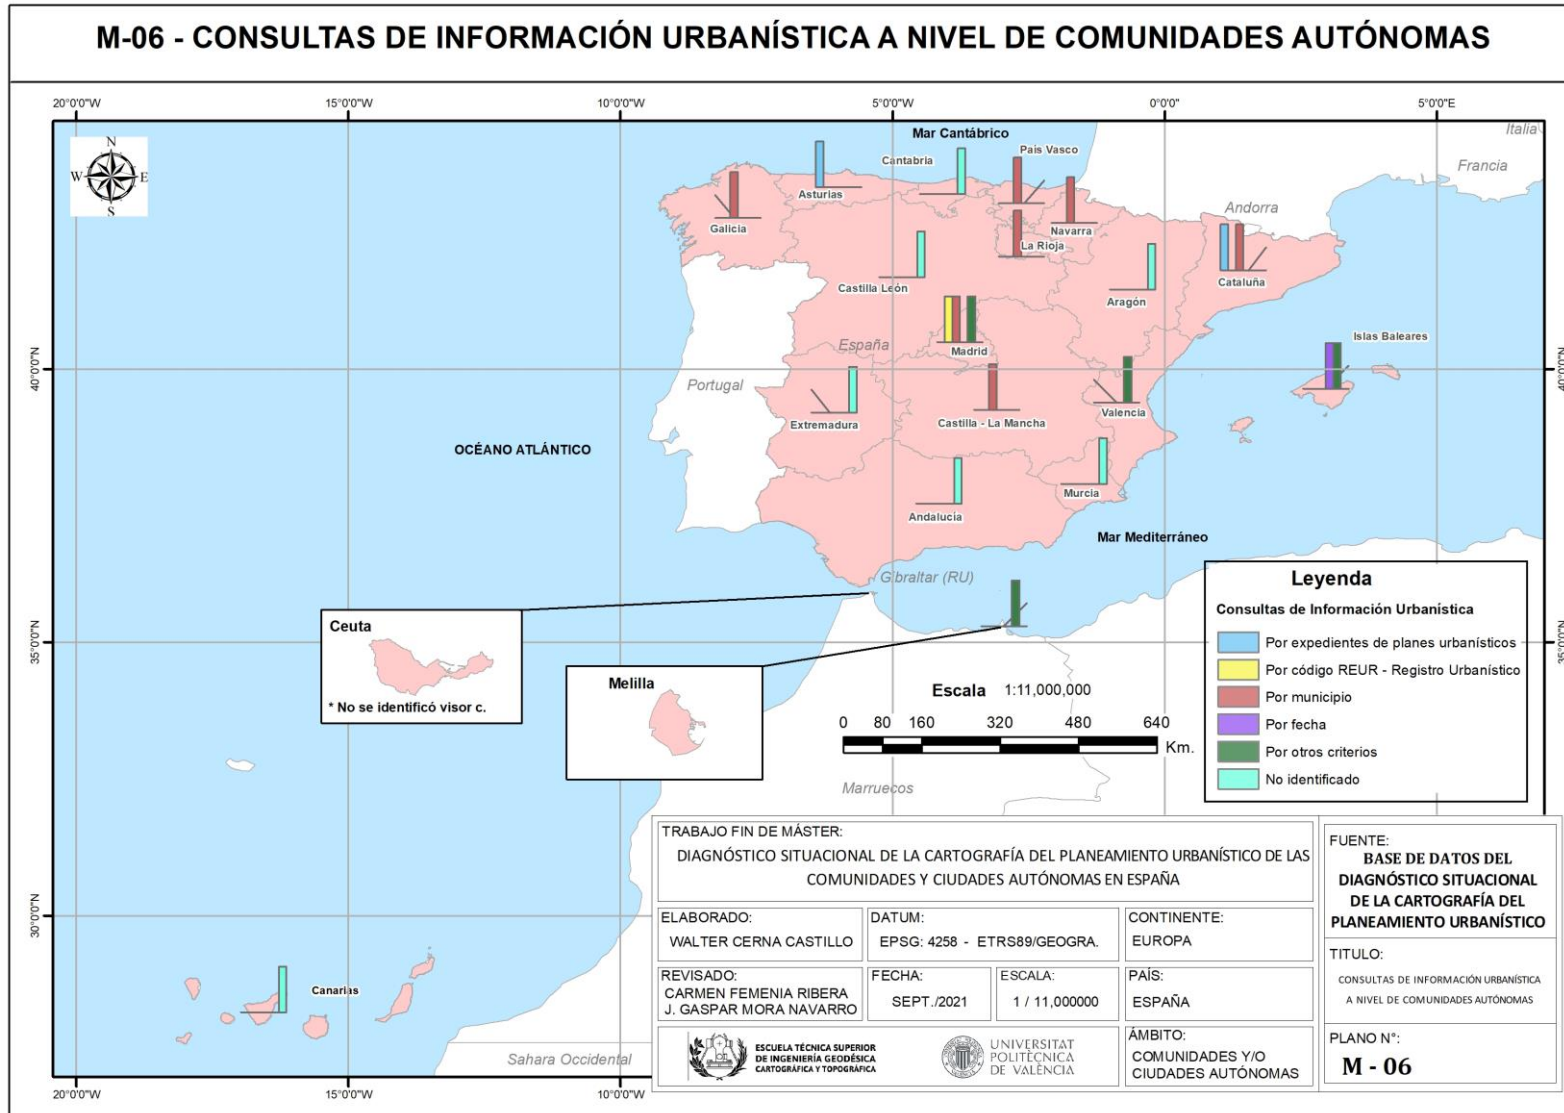 M-06 - CONSULTAS DE INFORMACIÓN URBANÍSTICA A NIVEL DE COMUNIDADES AUTÓNOMAS
20°0'0"W
15°0'0"W
10°0'0"W
5°0'0"W
0°0'0"
5°0'0"E
N
W
E
S
Mar Cantábrico
Italia
Francia
Andorra
Cantabria
País Vasco
Asturias
Galicia
Navarra
La Rioja
Cataluña
Castilla León
Aragón
Madrid
España
Islas Baleares
40°0'0"N
40°0'0"N
Portugal
Extremadura
Castilla - La Mancha
Valencia
OCÉANO ATLÁNTICO
Murcia
Andalucía
Mar Mediterráneo
Gibraltar (RU)
Ceuta
* No se identificó visor c.
Melilla
35°0'0"N
35°0'0"N
Leyenda
Consultas de Información Urbanística
Por expedientes de planes urbanísticos
Por código REUR - Registro Urbanístico
Por municipio
Por fecha
Por otros criterios
No identificado
Escala 1:11,000,000
0 80 160 320 480 640
Km.
Marruecos
30°0'0"N
Canarias
Sahara Occidental
TRABAJO FIN DE MÁSTER:
DIAGNÓSTICO SITUACIONAL DE LA CARTOGRAFÍA DEL PLANEAMIENTO URBANÍSTICO DE LAS
COMUNIDADES Y CIUDADES AUTÓNOMAS EN ESPAÑA
ELABORADO:
WALTER CERNA CASTILLO
DATUM:
EPSG: 4258 - ETRS89/GEOGRA.
CONTINENTE:
EUROPA
REVISADO:
CARMEN FEMENIA RIBERA
J. GASPAR MORA NAVARRO
FECHA:
SEPT./2021
ESCALA:
1 / 11,000000
PAÍS:
ESPAÑA
ESCUELA TÉCNICA SUPERIOR
DE INGENIERÍA GEODÉSICA
CARTOGRÁFICA Y TOPOGRÁFICA
UNIVERSITAT
POLITÈCNICA
DE VALÈNCIA
ÁMBITO:
COMUNIDADES Y/O
CIUDADES AUTÓNOMAS
FUENTE:
BASE DE DATOS DEL
DIAGNÓSTICO SITUACIONAL
DE LA CARTOGRAFÍA DEL
PLANEAMIENTO URBANÍSTICO
TITULO:
CONSULTAS DE INFORMACIÓN URBANÍSTICA
A NIVEL DE COMUNIDADES AUTÓNOMAS
PLANO N°:
M - 06
20°0'0"W
15°0'0"W
10°0'0"W